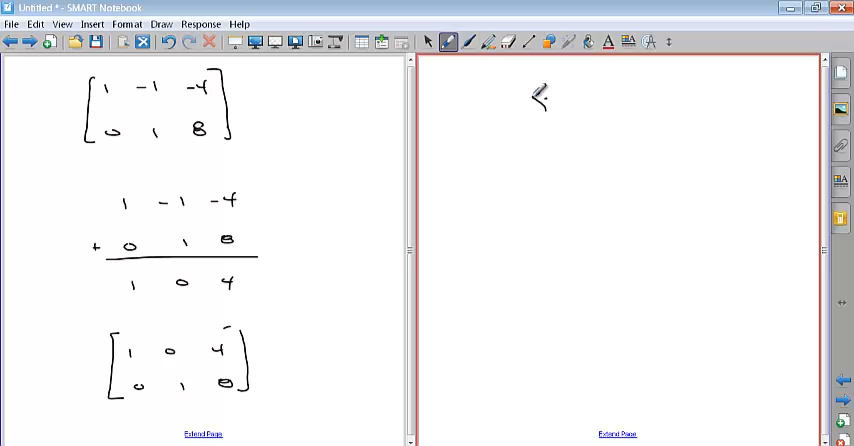 Untitled * - SMART Notebook
File Edit View Insert Format Draw Response Help
1 -1 -4
0 1 8
1 -1 -4
+ 0 1 8
1 0 4
1 0 4
0 1 8
Extend Page
Extend Page